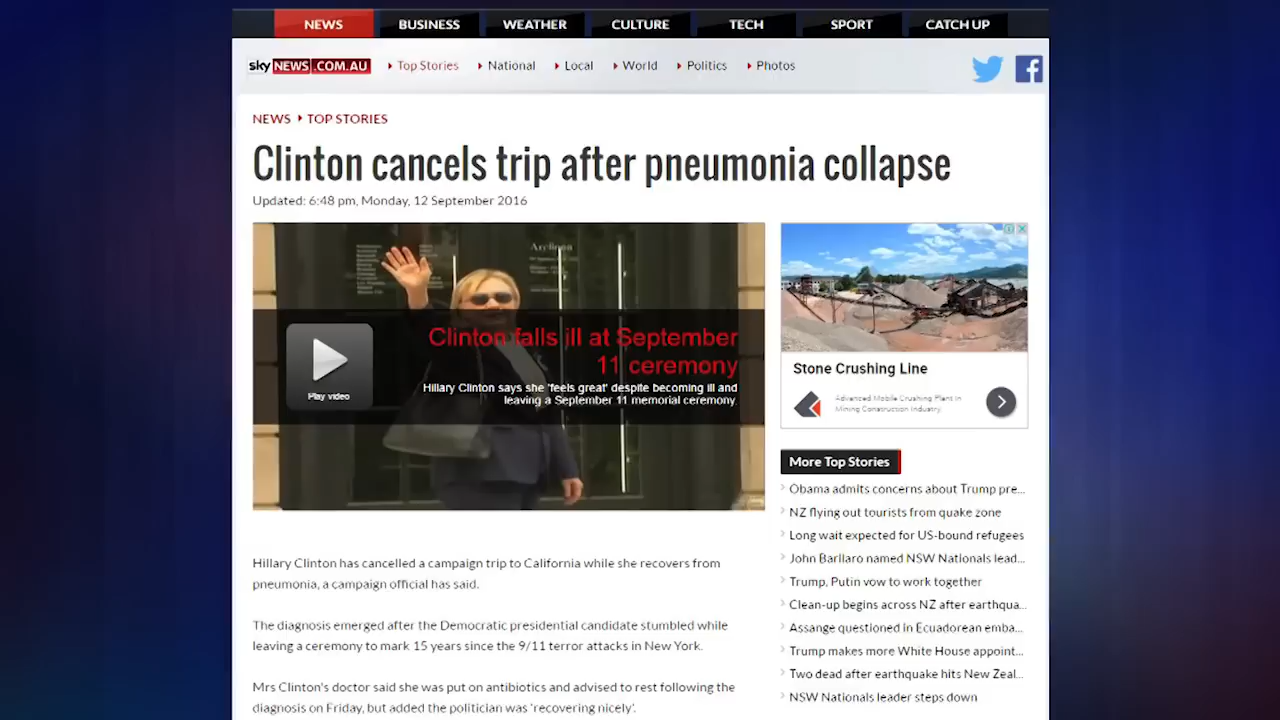 NEWS BUSINESS WEATHER CULTURE TECH SPORT CATCH UP
sky NEWS.COM.AU Top Stories National Local World Politics Photos
NEWS TOP STORIES
Clinton cancels trip after pneumonia collapse
Updated: 6:48 pm, Monday, 12 September 2016
Clinton falls ill at September
11 ceremony
Hillary Clinton says she 'feels great' despite becoming ill and
leaving a September 11 memorial ceremony.
Play video
Hillary Clinton has cancelled a campaign trip to California while she recovers from
pneumonia, a campaign official has said.
The diagnosis emerged after the Democratic presidential candidate stumbled while
leaving a ceremony to mark 15 years since the 9/11 terror attacks in New York.
Mrs Clinton's doctor said she was put on antibiotics and advised to rest following the
diagnosis on Friday, but added the politician was 'recovering nicely'.
Stone Crushing Line
Advanced Mobile Crushing Plant in
Mining Construction Industry
More Top Stories
Obama admits concerns about Trump pre...
NZ flying out tourists from quake zone
Long wait expected for US-bound refugees
John Barilaro named NSW Nationals lead...
Trump, Putin vow to work together
Clean-up begins across NZ after earthqua...
Assange questioned in Ecuadorean emba...
Trump makes more White House appoint...
Two dead after earthquake hits New Zeal...
NSW Nationals leader steps down